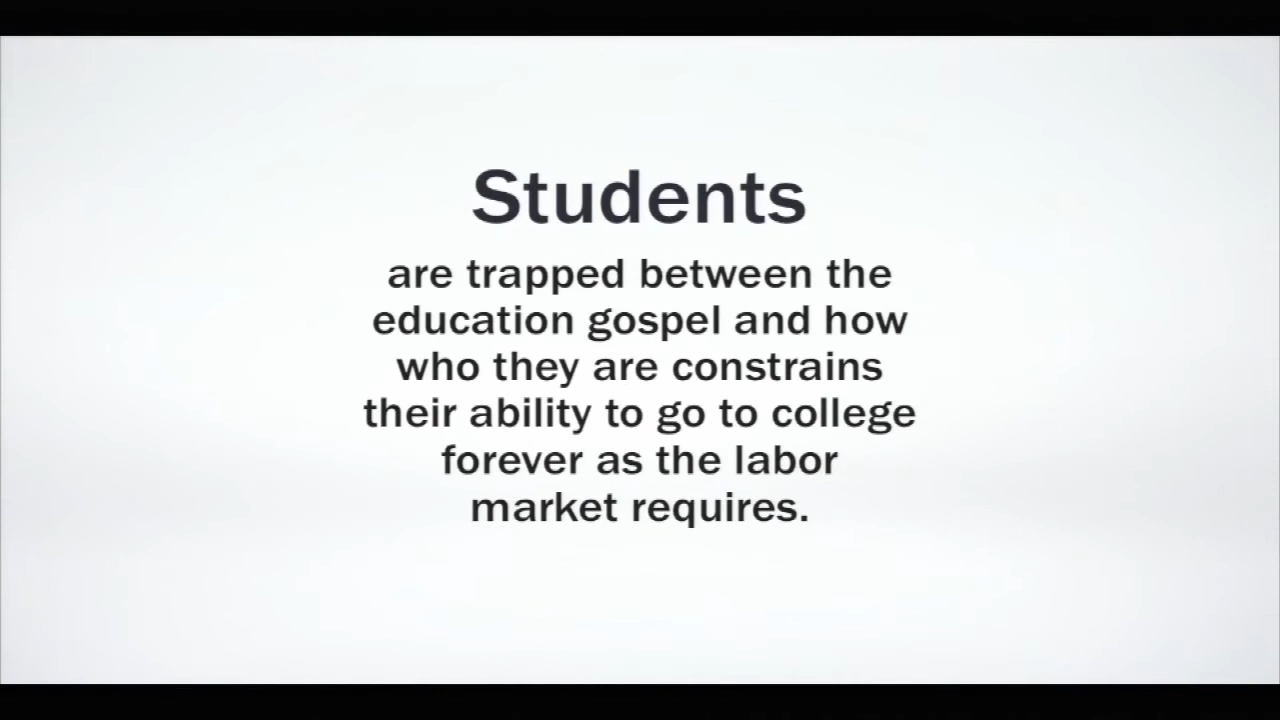 Students
are trapped between the
education gospel and how
who they are constrains
their ability to go to college
forever as the labor
market requires.